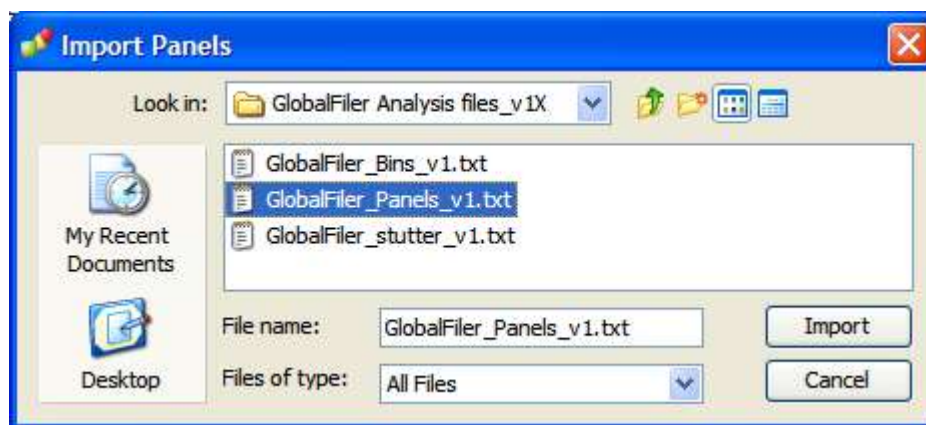 Import Panels
Look in: GlobalFiler Analysis files_v1X
GlobalFiler_Bins_v1.txt
GlobalFiler_Panels_v1.txt
GlobalFiler_stutter_v1.txt
My Recent
Documents
Desktop
File name: GlobalFiler_Panels_v1.txt Import
Files of type: All Files Cancel